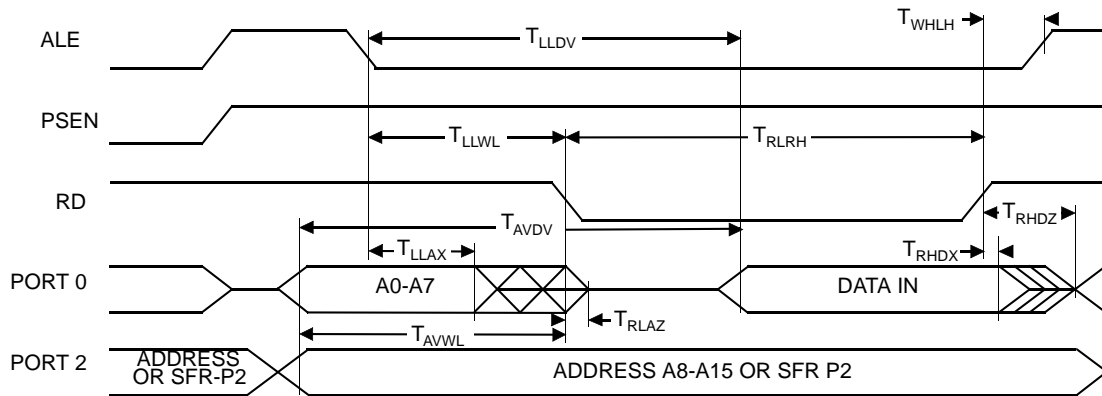 T_WHLH
ALE
T_LLDV
PSEN
T_LLWL
T_RLRH
RD
T_AVDV
T_RHDZ
T_LLAX
T_RHDX
PORT 0
A0-A7
DATA IN
T_RLAZ
T_AVWL
PORT 2
ADDRESS
OR SFR-P2
ADDRESS A8-A15 OR SFR P2